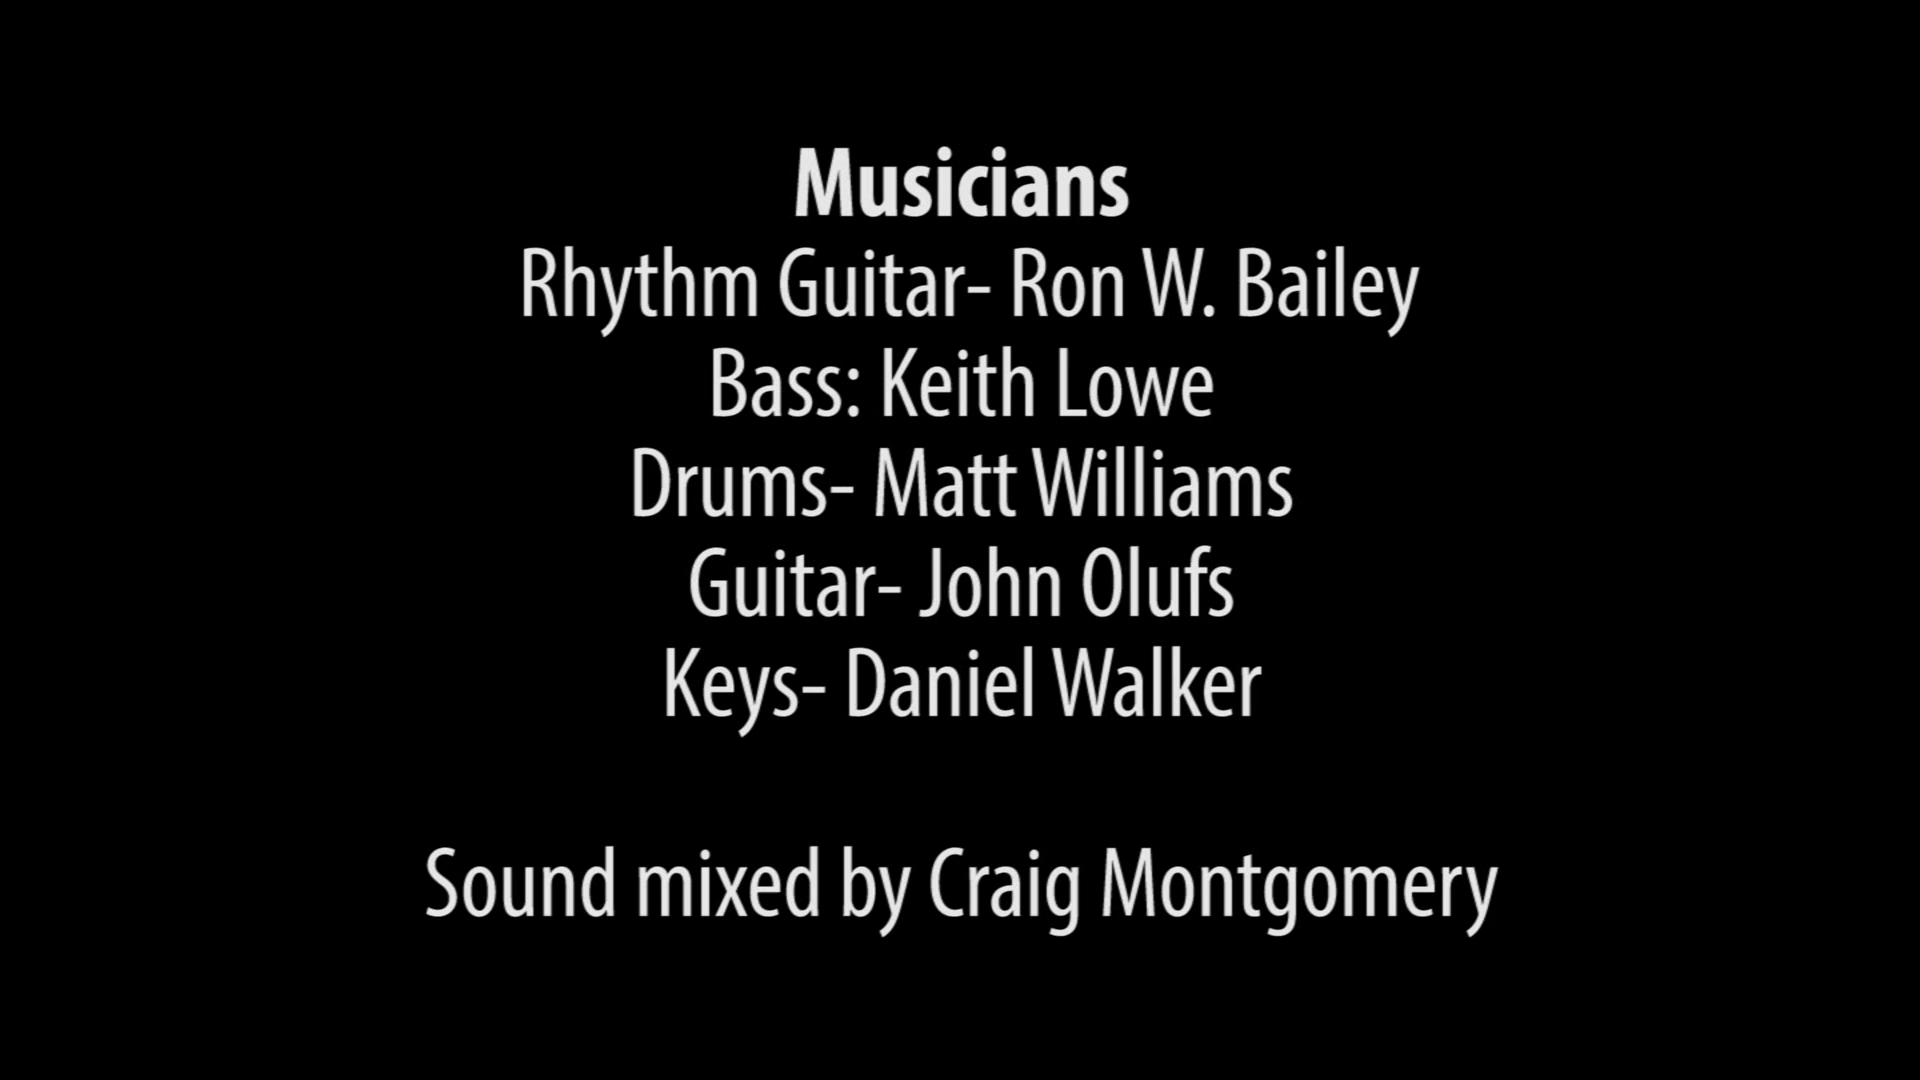 Musicians
Rhythm Guitar- Ron W. Bailey
Bass: Keith Lowe
Drums- Matt Williams
Guitar- John Olufs
Keys- Daniel Walker
Sound mixed by Craig Montgomery